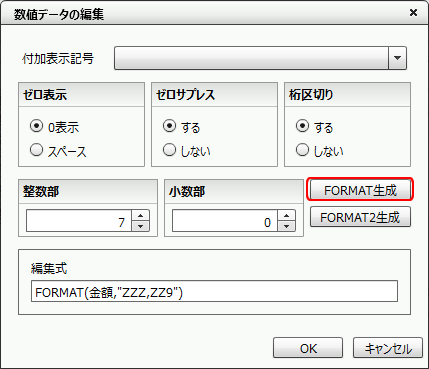 数値データの編集
付加表示記号
ゼロ表示
0表示
スペース
ゼロサプレス
する
しない
桁区切り
する
しない
整数部
7
小数部
0
FORMAT生成
FORMAT2生成
編集式
FORMAT(金額,"ZZZ,ZZ9")
OK
キャンセル